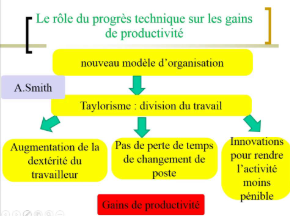 Le rôle du progrès technique sur les gains
de productivité
nouveau modèle d'organisation
A.Smith
Taylorisme : division du travail
Augmentation de la
dextérité du
travailleur
Pas de perte de temps
de changement de
poste
Innovations
pour rendre
l'activité
moins
pénible
Gains de productivité